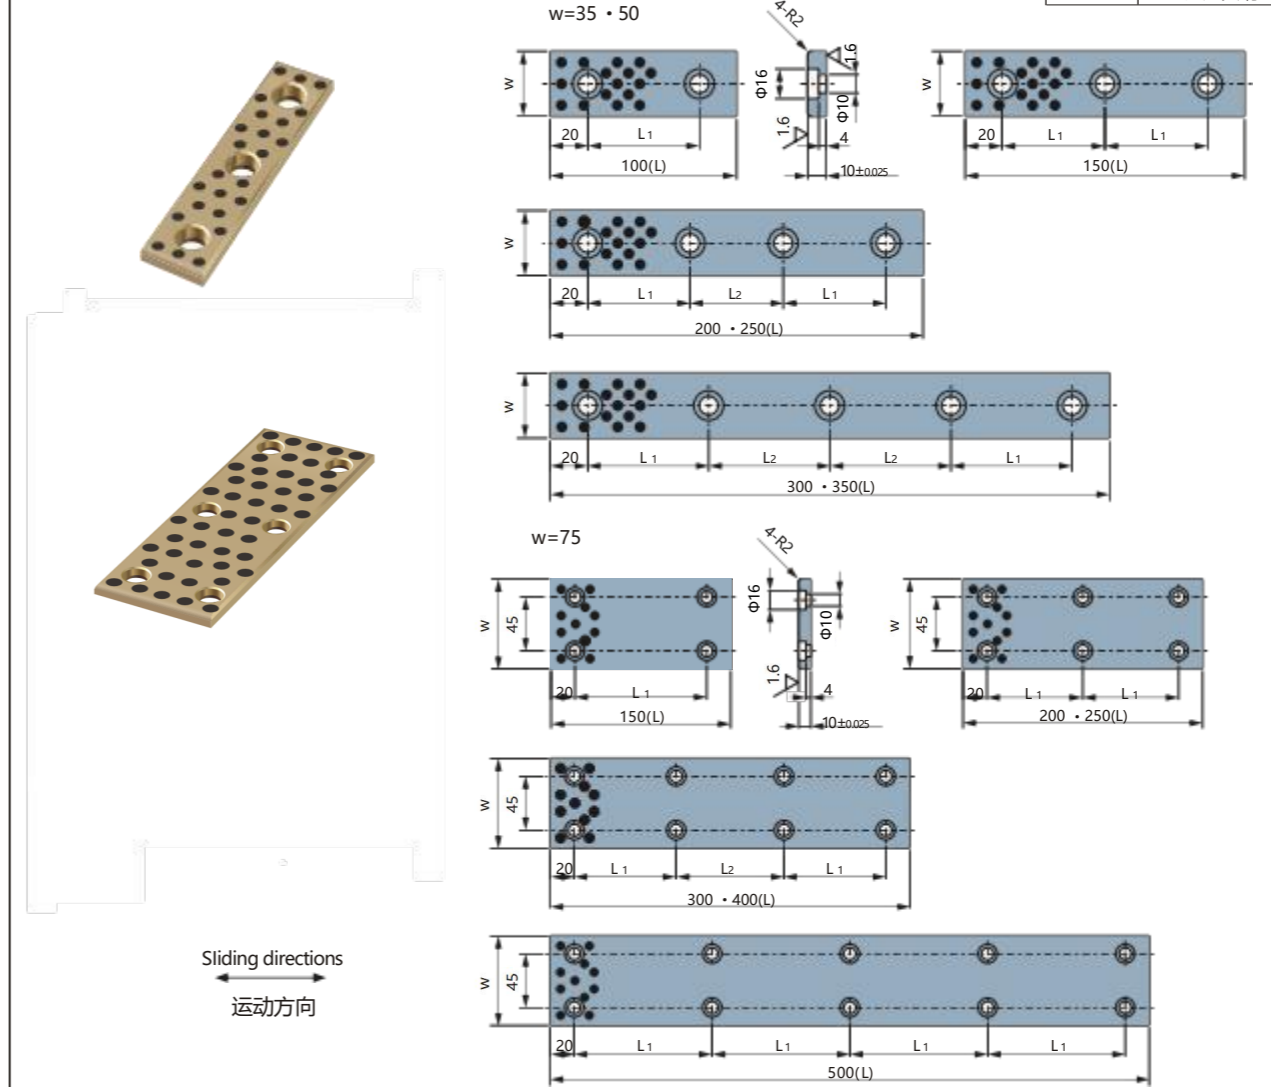 w=35 · 50
4-R2
1.6
w
Φ16
Φ10
w
20
L1
1.6
4
20
L1
L1
100(L)
10±0.025
150(L)
w
20
L1
L2
L1
200 · 250(L)
w
20
L1
L2
L2
L1
300 · 350(L)
w=75
4-R2
w
45
Φ16
Φ10
w
45
20
L1
1.6
4
20
L1
L1
150(L)
10±0.025
200 · 250(L)
w
45
20
L1
L2
L1
300 · 400(L)
Sliding directions
运动方向
w
45
20
L1
L1
L1
L1
500(L)